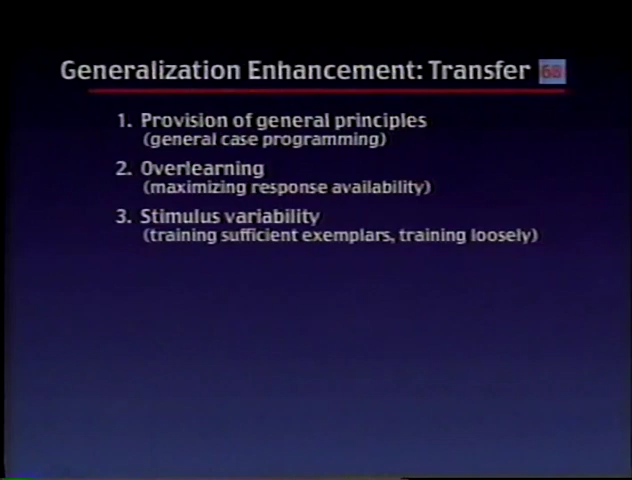 Generalization Enhancement: Transfer 68
1. Provision of general principles
(general case programming)
2. Overlearning
(maximizing response availability)
3. Stimulus variability
(training sufficient exemplars, training loosely)